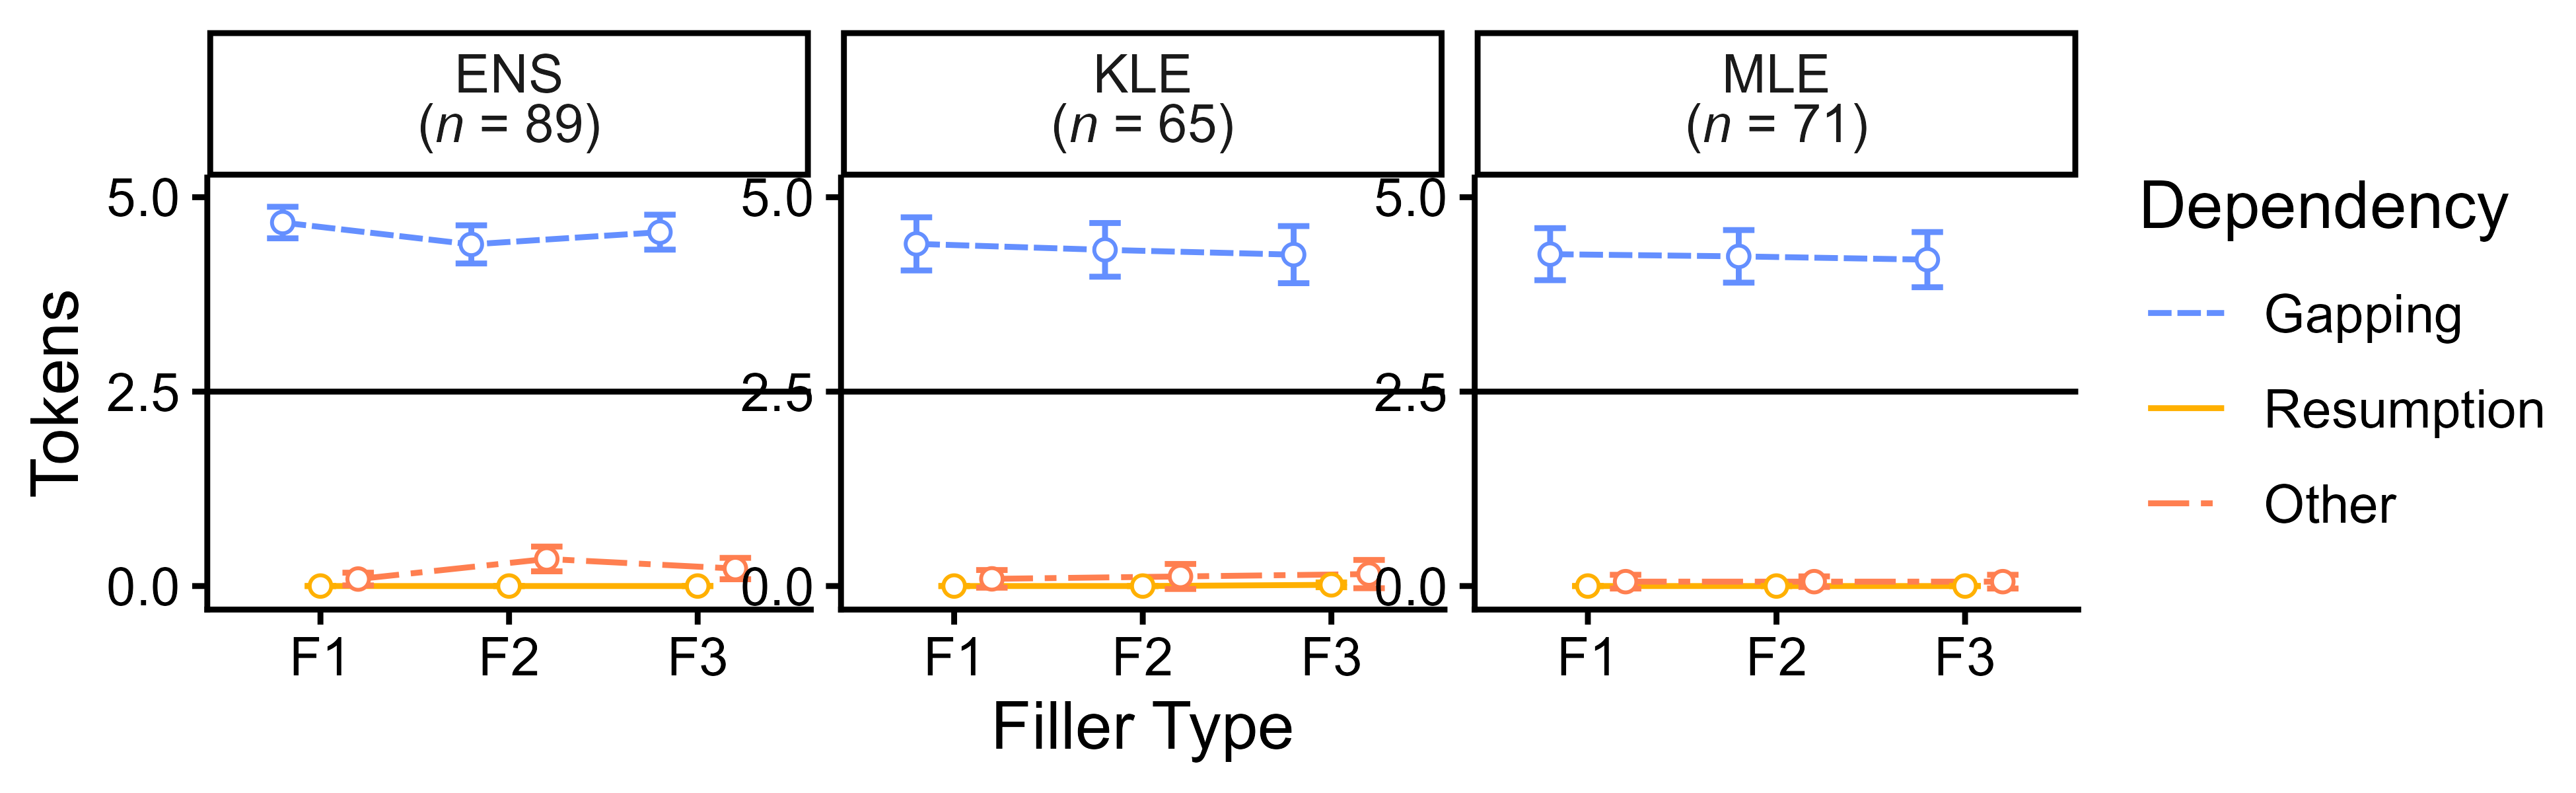 ENS
(n = 89)
KLE
(n = 65)
MLE
(n = 71)
Tokens
5.0
2.5
0.0
5.0
2.5
0.0
5.0
2.5
0.0
F1 F2 F3
F1 F2 F3
F1 F2 F3
Filler Type
Dependency
Gapping
Resumption
Other